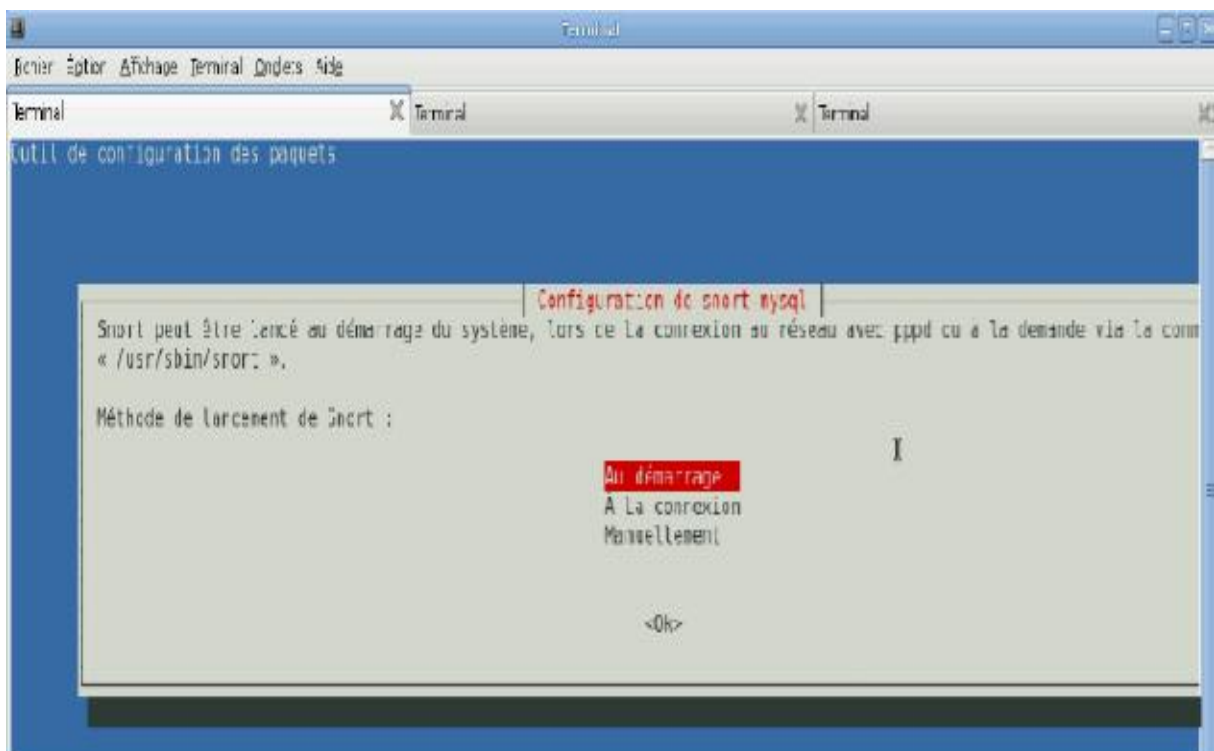 Terminal
Fichier Édition Affichage Terminal Onglets Aide
Terminal
Terminal
Terminal
Outil de configuration des paquets
Configuration de snort mysql
Snort peut être lancé au démarrage du système, lors de la connexion au réseau avec pppd ou à la demande via la comm
« /usr/sbin/snort ».
Méthode de lancement de Snort :
Au démarrage
À la connexion
Manuellement
<Ok>